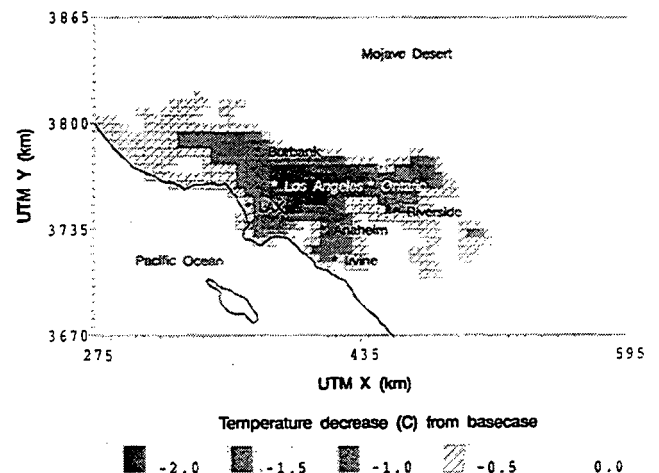 3865
Mojave Desert
3800
UTM Y (km)
Burbank
Los Angeles
Ontario
LAX
Riverside
3735
Anaheim
Pacific Ocean
Irvine
3670
275
435
595
UTM X (km)
Temperature decrease (C) from basecase
-2.0
-1.5
-1.0
-0.5
0.0